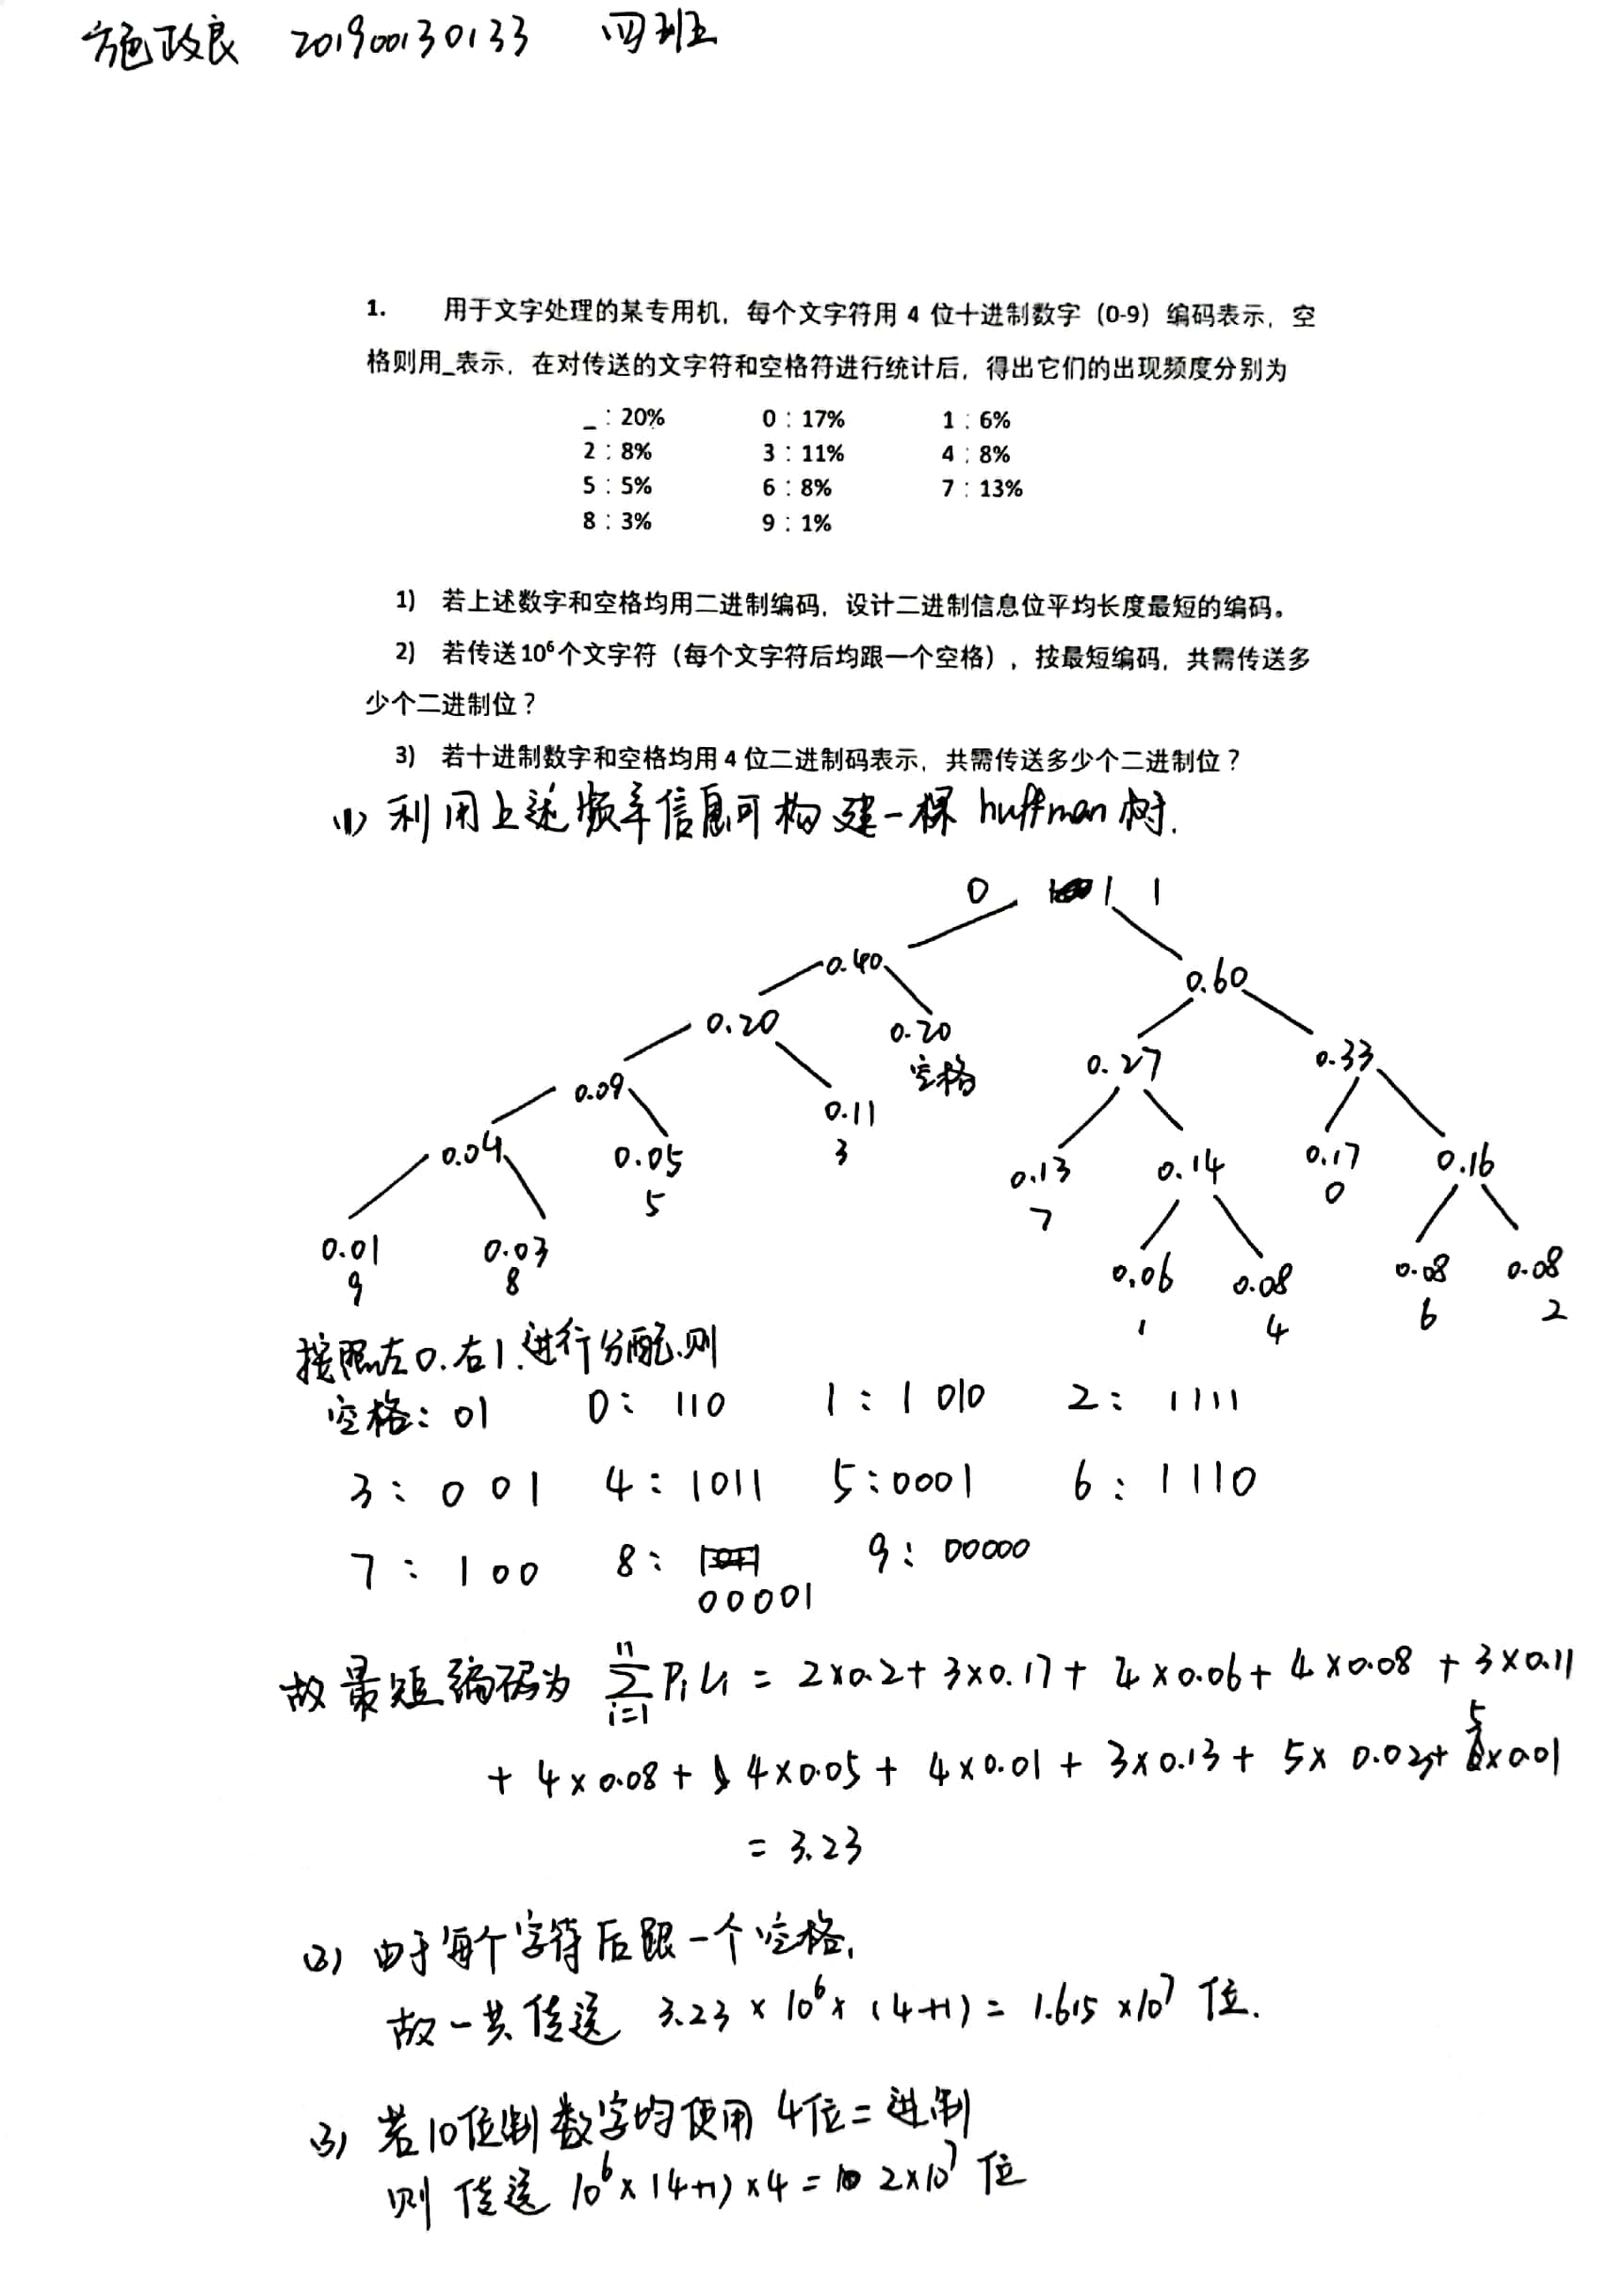 施政良 201900130133 四班
1. 用于文字处理的某专用机，每个文字符用 4 位十进制数字（0-9）编码表示，空
格则用_表示，在对传送的文字符和空格符进行统计后，得出它们的出现频度分别为
_：20% 0：17% 1：6%
2：8% 3：11% 4：8%
5：5% 6：8% 7：13%
8：3% 9：1%
1) 若上述数字和空格均用二进制编码，设计二进制信息位平均长度最短的编码。
2) 若传送10⁶个文字符（每个文字符后均跟一个空格），按最短编码，共需传送多
少个二进制位？
3) 若十进制数字和空格均用 4 位二进制码表示，共需传送多少个二进制位？
(1) 利用上述频率信息可构建一棵 huffman 树.
0 1 1
0.40 0.60
0.20 0.20 0.27 0.33
空格
0.09 0.11 0.13 0.14 0.17 0.16
3 7 0
0.04 0.05 0.06 0.08 0.08 0.08
5 1 4 6 2
0.01 0.03
9 8
按照左0.右1.进行分配.则
空格：01 0：110 1：1010 2：1111
3：001 4：1011 5：0001 6：1110
7：100 8：00001 9：00000
故最短编码为 ∑ᵢ₌₁¹¹ PᵢLᵢ = 2×0.2+3×0.17+4×0.06+4×0.08+3×0.11
+4×0.08+4×0.05+4×0.01+3×0.13+5×0.03+5×0.01
= 3.23
(2) 由于每个字符后跟一个空格,
故一共传送 3.23×10⁶×(4+1)=1.615×10⁷ 位.
(3) 若10位制数字均使用4位二进制
则传送 10⁶×(4+1)×4=2×10⁷ 位